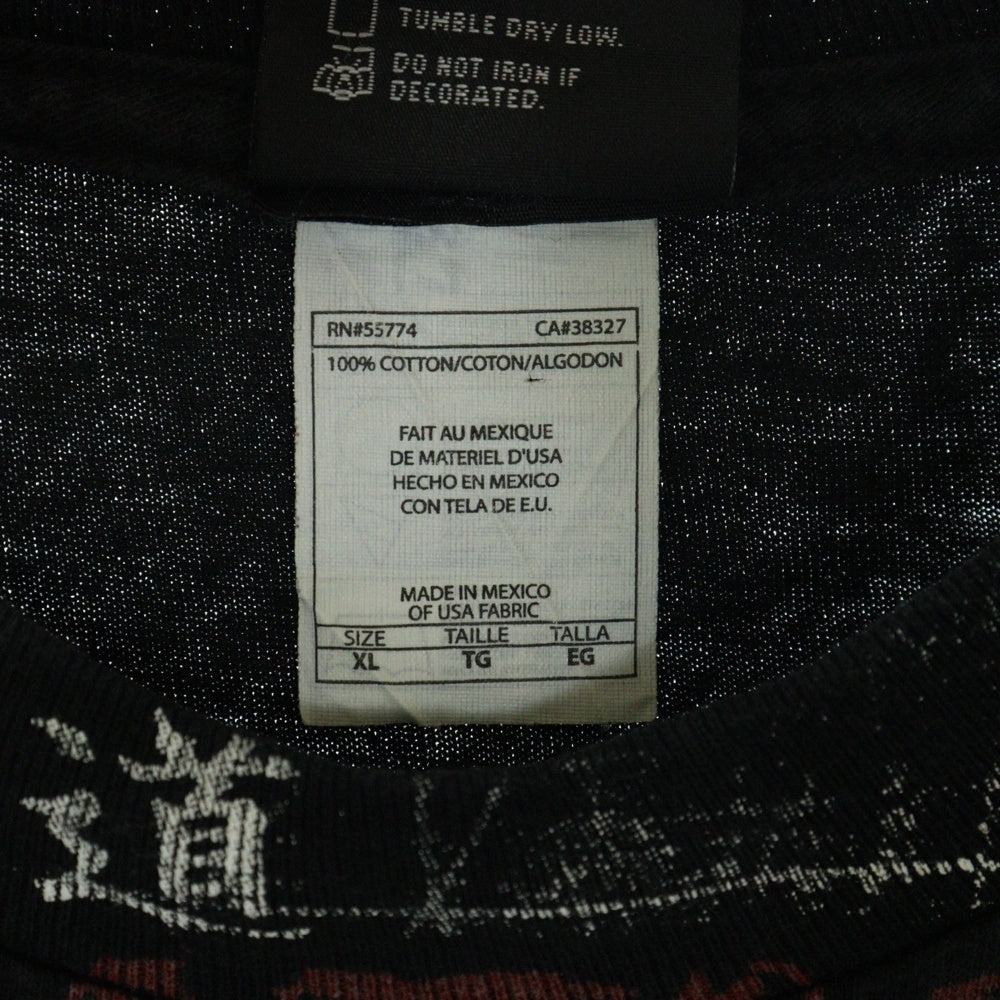 TUMBLE DRY LOW.
DO NOT IRON IF
DECORATED.
RN#55774 CA#38327
100% COTTON/COTON/ALGODON
FAIT AU MEXIQUE
DE MATERIEL D'USA
HECHO EN MEXICO
CON TELA DE E.U.
MADE IN MEXICO
OF USA FABRIC
SIZE TAILLE TALLA
XL TG EG
道